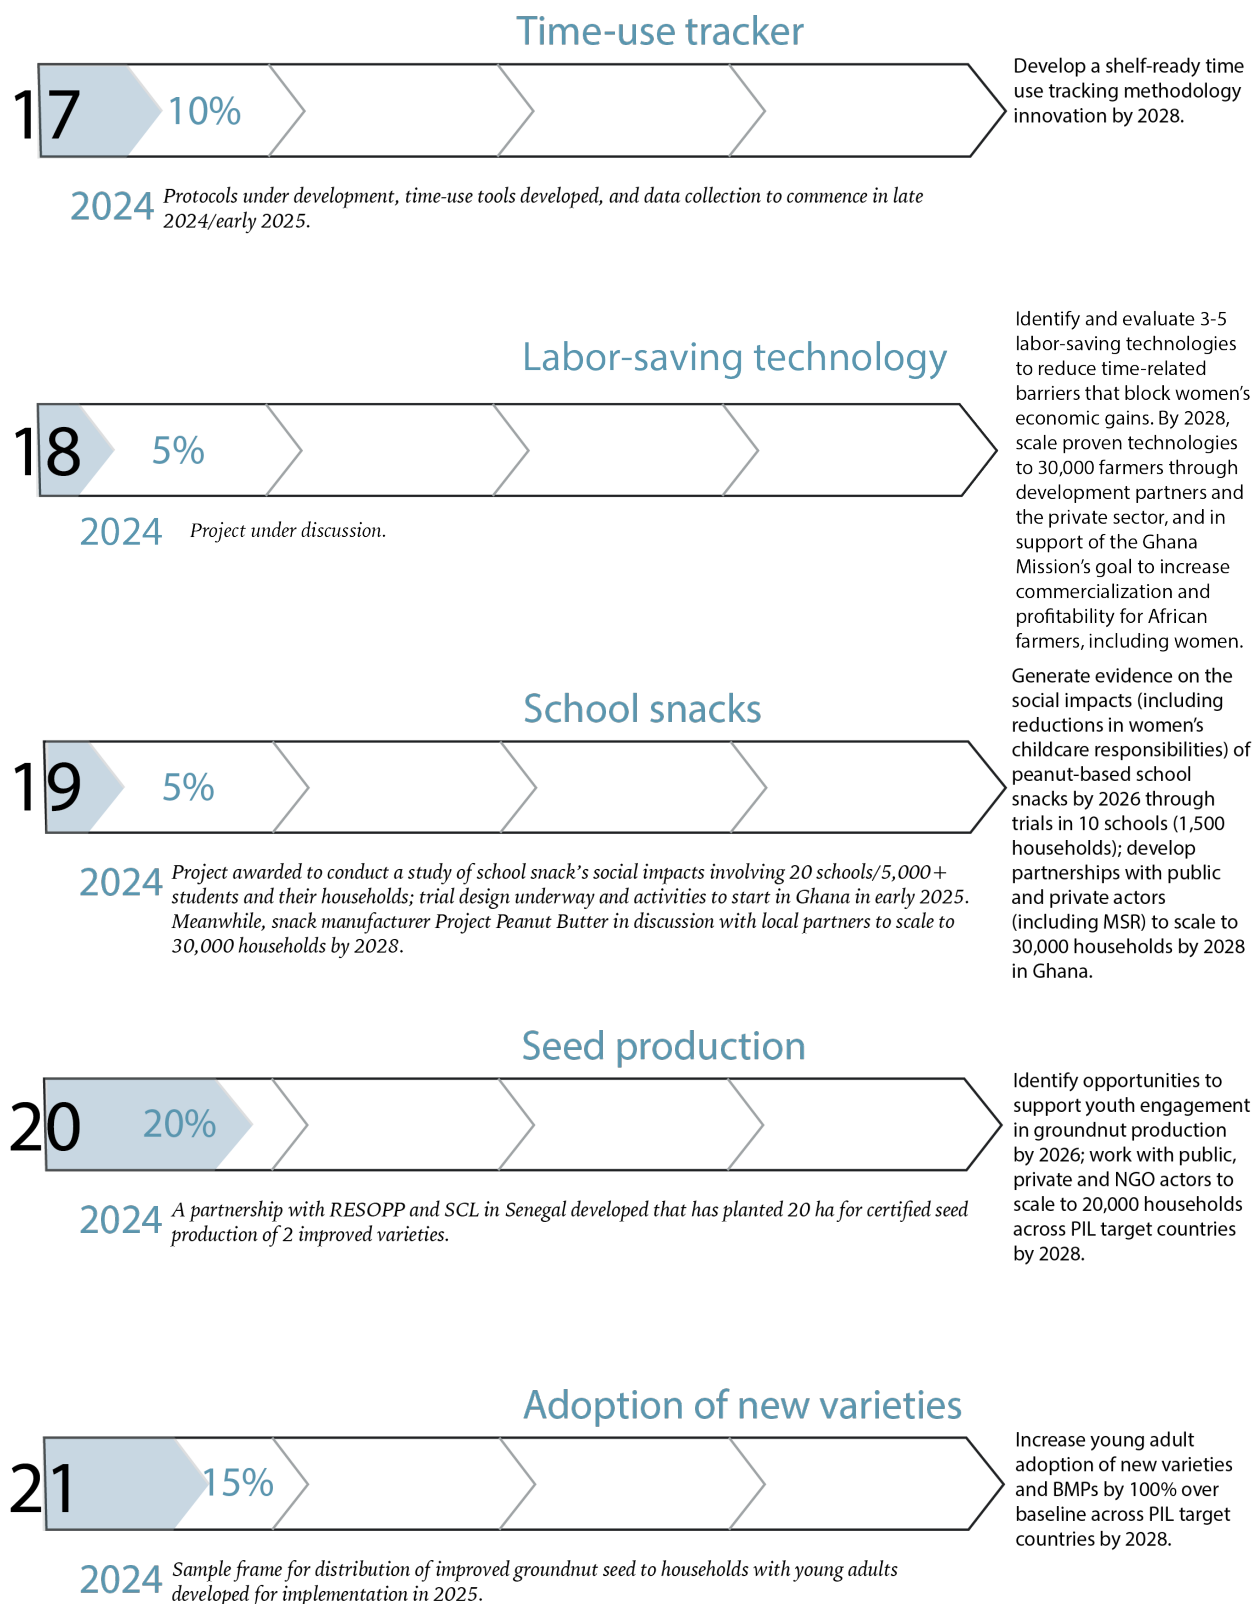 Time-use tracker
17
10%
Develop a shelf-ready time
use tracking methodology
innovation by 2028.
2024
Protocols under development, time-use tools developed, and data collection to commence in late
2024/early 2025.
Labor-saving technology
18
5%
Identify and evaluate 3-5
labor-saving technologies
to reduce time-related
barriers that block women’s
economic gains. By 2028,
scale proven technologies
to 30,000 farmers through
development partners and
the private sector, and in
support of the Ghana
Mission’s goal to increase
commercialization and
profitability for African
farmers, including women.
2024
Project under discussion.
School snacks
19
5%
Generate evidence on the
social impacts (including
reductions in women’s
childcare responsibilities) of
peanut-based school
snacks by 2026 through
trials in 10 schools (1,500
households); develop
partnerships with public
and private actors
(including MSR) to scale to
30,000 households by 2028
in Ghana.
2024
Project awarded to conduct a study of school snack’s social impacts involving 20 schools/5,000+
students and their households; trial design underway and activities to start in Ghana in early 2025.
Meanwhile, snack manufacturer Project Peanut Butter in discussion with local partners to scale to
30,000 households by 2028.
Seed production
20
20%
Identify opportunities to
support youth engagement
in groundnut production
by 2026; work with public,
private and NGO actors to
scale to 20,000 households
across PIL target countries
by 2028.
2024
A partnership with RESOPP and SCL in Senegal developed that has planted 20 ha for certified seed
production of 2 improved varieties.
Adoption of new varieties
21
15%
Increase young adult
adoption of new varieties
and BMPs by 100% over
baseline across PIL target
countries by 2028.
2024
Sample frame for distribution of improved groundnut seed to households with young adults
developed for implementation in 2025.